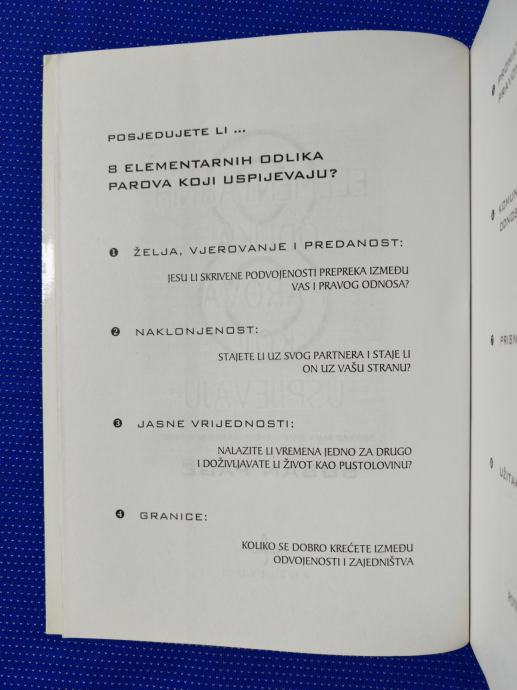 POSJEDUJETE LI ...
8 ELEMENTARNIH ODLIKA
PAROVA KOJI USPIJEVAJU?
❶ ŽELJA, VJEROVANJE I PREDANOST:
JESU LI SKRIVENE PODVOJENOSTI PREPREKA IZMEĐU
VAS I PRAVOG ODNOSA?
❷ NAKLONJENOST:
STAJETE LI UZ SVOG PARTNERA I STAJE LI
ON UZ VAŠU STRANU?
❸ JASNE VRIJEDNOSTI:
NALAZITE LI VREMENA JEDNO ZA DRUGO
I DOŽIVLJAVATE LI ŽIVOT KAO PUSTOLOVINU?
❹ GRANICE:
KOLIKO SE DOBRO KREĆETE IZMEĐU
ODVOJENOSTI I ZAJEDNIŠTVA